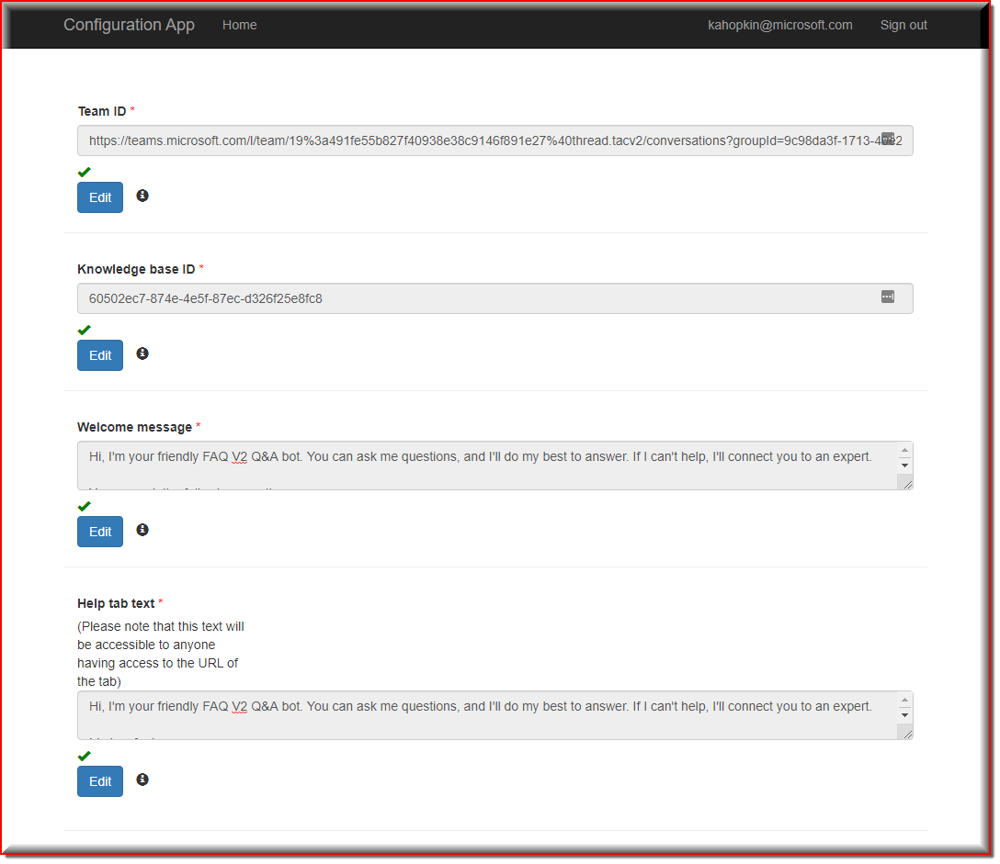 Configuration App Home kahopkin@microsoft.com Sign out
Team ID *
https://teams.microsoft.com/l/team/19%3a491fe55b827f40938e38c9146f891e27%40thread.tacv2/conversations?groupId=9c98da3f-1713-4
Edit
Knowledge base ID *
60502ec7-874e-4e5f-87ec-d326f25e8fc8
Edit
Welcome message *
Hi, I'm your friendly FAQ V2 Q&A bot. You can ask me questions, and I'll do my best to answer. If I can't help, I'll connect you to an expert.
Edit
Help tab text *
(Please note that this text will
be accessible to anyone
having access to the URL of
the tab)
Hi, I'm your friendly FAQ V2 Q&A bot. You can ask me questions, and I'll do my best to answer. If I can't help, I'll connect you to an expert.
Edit